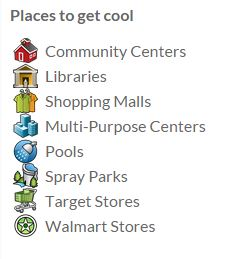 Places to get cool
Community Centers
Libraries
Shopping Malls
Multi-Purpose Centers
Pools
Spray Parks
Target Stores
Walmart Stores